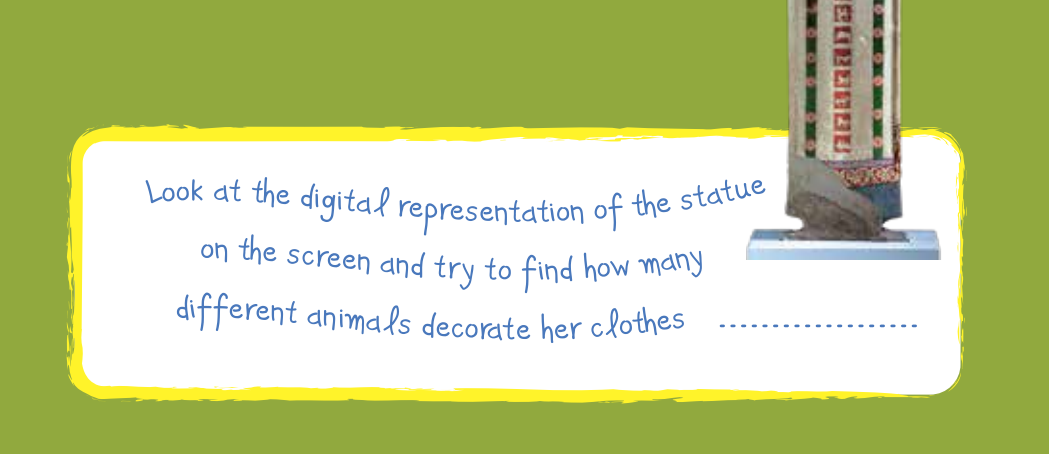 Look at the digital representation of the statue
on the screen and try to find how many
different animals decorate her clothes ...................